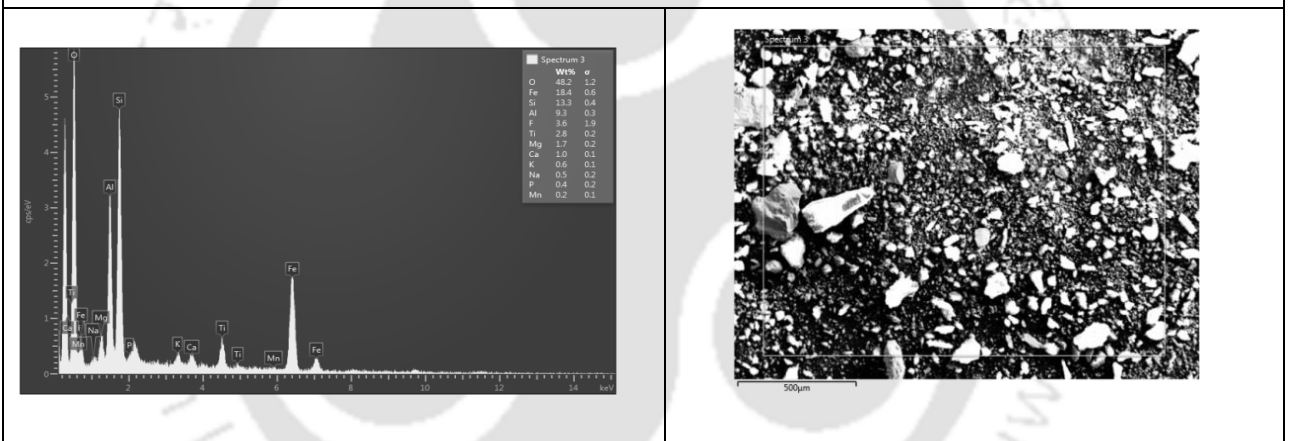 Spectrum 3
Wt% σ
O 48.2 1.2
Fe 18.4 0.6
Si 13.3 0.4
Al 9.3 0.3
F 3.6 1.9
Ti 2.8 0.2
Mg 1.7 0.2
Ca 1.0 0.1
K 0.6 0.1
Na 0.5 0.2
P 0.4 0.2
Mn 0.2 0.1
O
Si
5
4
Al
cps/eV
3
2
Fe
Ti
Fe
Mg
1
Ca
F
Na
Ti
Mn
P
K
Ca
Ti
Mn
Fe
0
2
4
6
8
10
12
14
keV
Spectrum 3
500μm